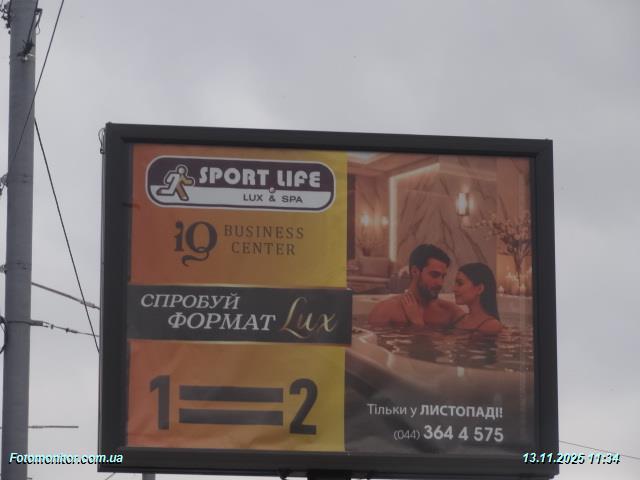 SPORT LIFE
LUX & SPA
iQ BUSINESS
CENTER
СПРОБУЙ
ФОРМАТ Lux
1=2
Тільки у ЛИСТОПАДІ!
(044) 364 4 575
Fotomonitor.com.ua
13.11.2025 11:34